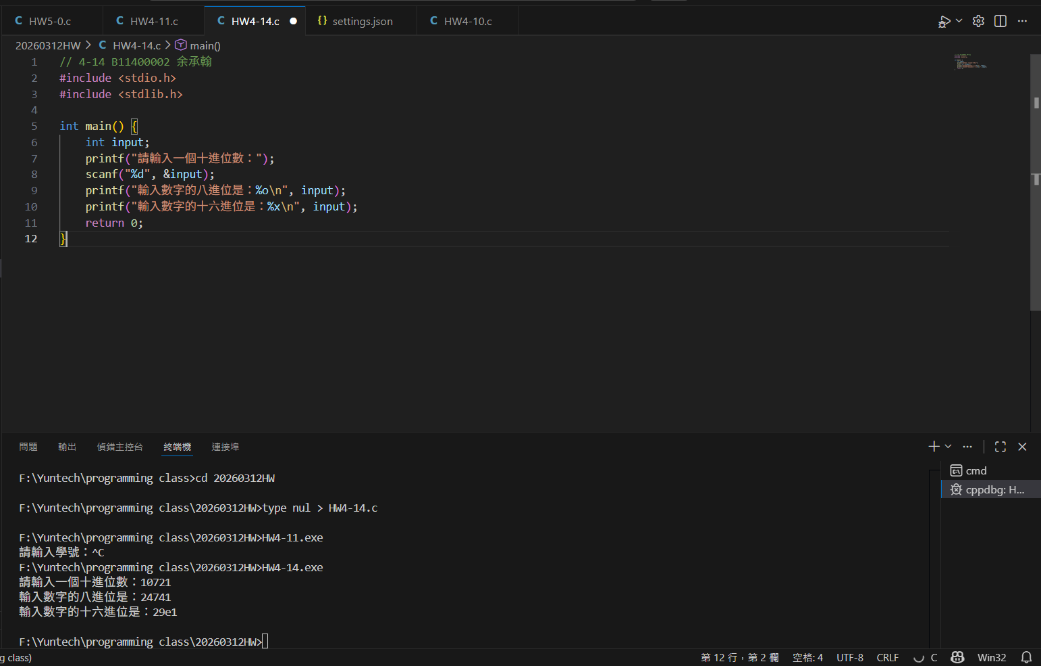 C HW5-0.c C HW4-11.c C HW4-14.c {} settings.json C HW4-10.c
20260312HW > C HW4-14.c > main()
1 // 4-14 B11400002 余承翰
2 #include <stdio.h>
3 #include <stdlib.h>
4
5 int main() {
6 int input;
7 printf("請輸入一個十進位數：");
8 scanf("%d", &input);
9 printf("輸入數字的八進位是：%o\n", input);
10 printf("輸入數字的十六進位是：%x\n", input);
11 return 0;
12 }
問題 輸出 偵錯主控台 終端機 連接埠
cmd
cppdbg: H...
F:\Yuntech\programming class>cd 20260312HW
F:\Yuntech\programming class\20260312HW>type nul > HW4-14.c
F:\Yuntech\programming class\20260312HW>HW4-11.exe
請輸入學號：^C
F:\Yuntech\programming class\20260312HW>HW4-14.exe
請輸入一個十進位數：10721
輸入數字的八進位是：24741
輸入數字的十六進位是：29e1
F:\Yuntech\programming class\20260312HW>
g class) 第 12 行，第 2 欄 空格: 4 UTF-8 CRLF C Win32